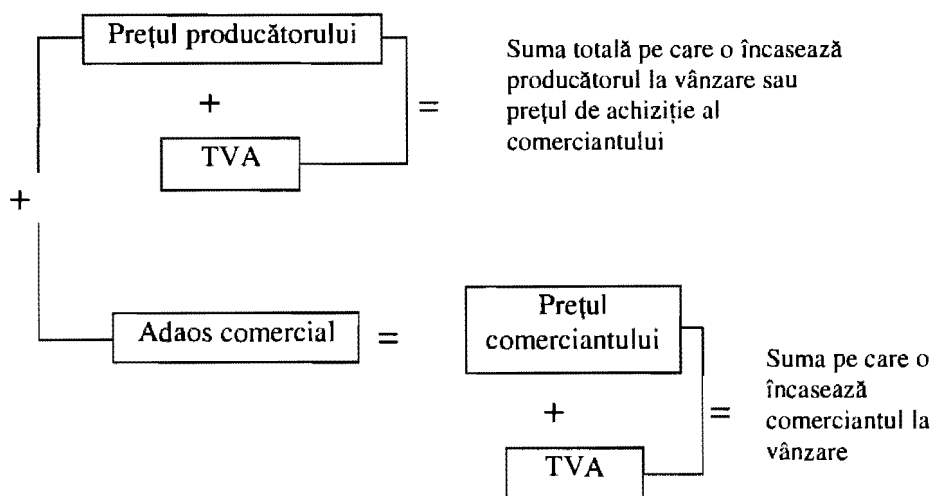 Prețul producătorului
+
TVA
=
Suma totală pe care o încasează
producătorul la vânzare sau
prețul de achiziție al
comerciantului
+
Adaos comercial
=
Prețul
comerciantului
+
TVA
=
Suma pe care o
încasează
comerciantul la
vânzare